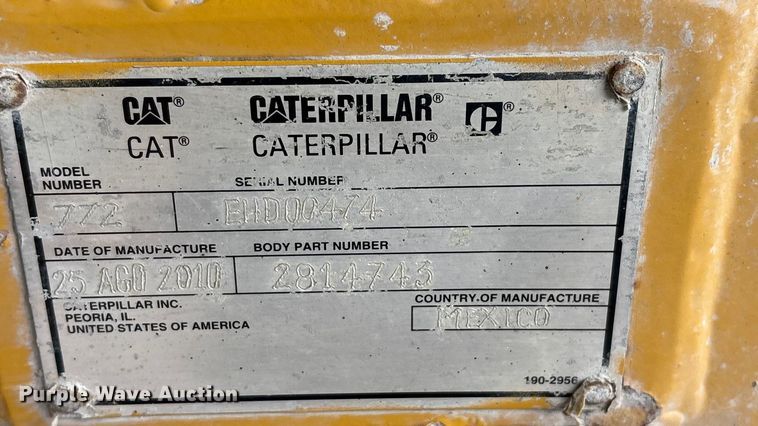 CAT® CATERPILLAR® C®
CAT® CATERPILLAR®
MODEL NUMBER
SERIAL NUMBER
772
EHD00474
DATE OF MANUFACTURE
BODY PART NUMBER
25 AGO 2010
2814743
CATERPILLAR INC.
PEORIA, IL.
UNITED STATES OF AMERICA
COUNTRY OF MANUFACTURE
MEXICO
190-2956
Purple Wave Auction